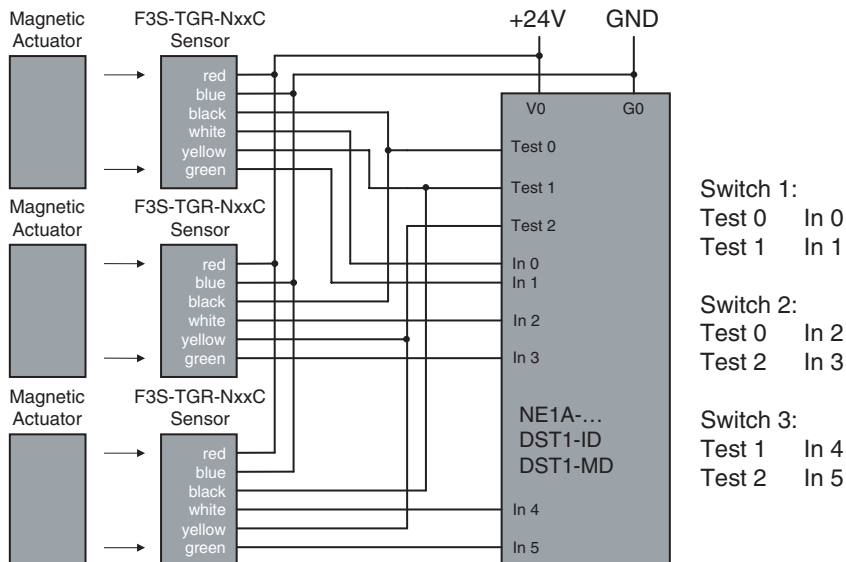 Magnetic
Actuator
F3S-TGR-NxxC
Sensor
red
blue
black
white
yellow
green
Magnetic
Actuator
F3S-TGR-NxxC
Sensor
red
blue
black
white
yellow
green
Magnetic
Actuator
F3S-TGR-NxxC
Sensor
red
blue
black
white
yellow
green
+24V GND
V0 G0
Test 0
Test 1
Test 2
In 0
In 1
In 2
In 3
NE1A-…
DST1-ID
DST1-MD
In 4
In 5
Switch 1:
Test 0 In 0
Test 1 In 1
Switch 2:
Test 0 In 2
Test 2 In 3
Switch 3:
Test 1 In 4
Test 2 In 5